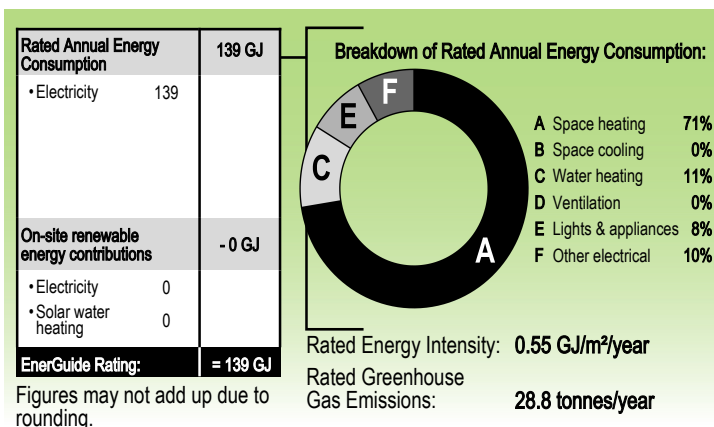 Rated Annual Energy
Consumption
139 GJ
• Electricity 139
On-site renewable
energy contributions
- 0 GJ
• Electricity 0
• Solar water
heating 0
EnerGuide Rating: = 139 GJ
Figures may not add up due to
rounding.
Breakdown of Rated Annual Energy Consumption:
F
E
C
A
A Space heating 71%
B Space cooling 0%
C Water heating 11%
D Ventilation 0%
E Lights & appliances 8%
F Other electrical 10%
Rated Energy Intensity: 0.55 GJ/m²/year
Rated Greenhouse
Gas Emissions: 28.8 tonnes/year